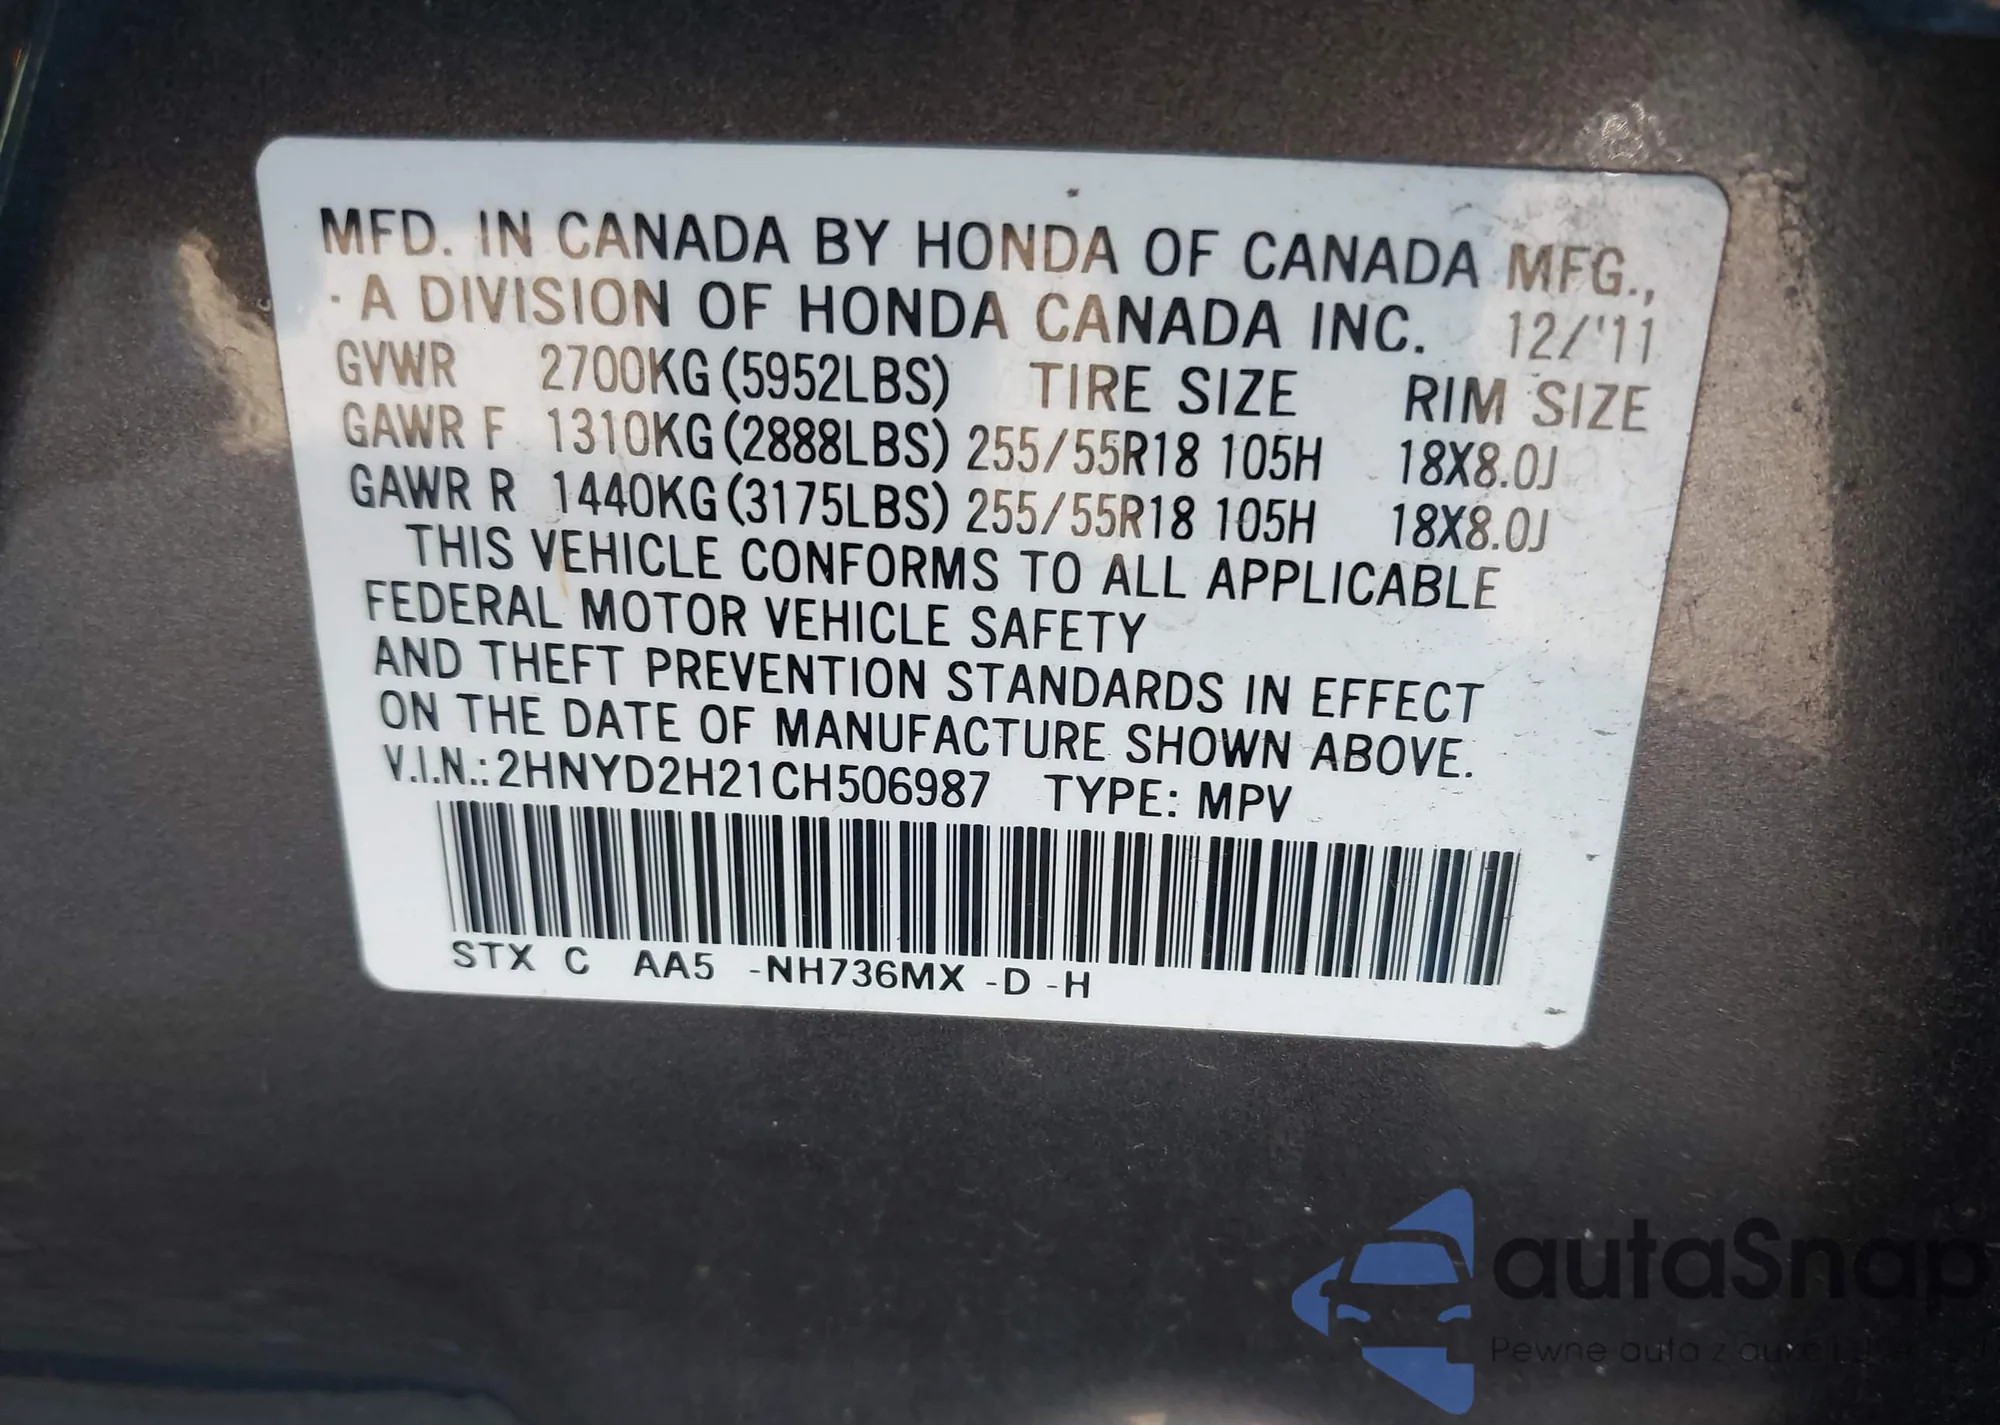 MFD. IN CANADA BY HONDA OF CANADA MFG.,
A DIVISION OF HONDA CANADA INC. 12/'11
GVWR 2700KG (5952LBS) TIRE SIZE RIM SIZE
GAWR F 1310KG (2888LBS) 255/55R18 105H 18X8.0J
GAWR R 1440KG (3175LBS) 255/55R18 105H 18X8.0J
THIS VEHICLE CONFORMS TO ALL APPLICABLE
FEDERAL MOTOR VEHICLE SAFETY
AND THEFT PREVENTION STANDARDS IN EFFECT
ON THE DATE OF MANUFACTURE SHOWN ABOVE.
V.I.N.: 2HNYD2H21CH506987 TYPE: MPV
STX C AA5 -NH736MX -D -H
autaSnap
Pewne auta z